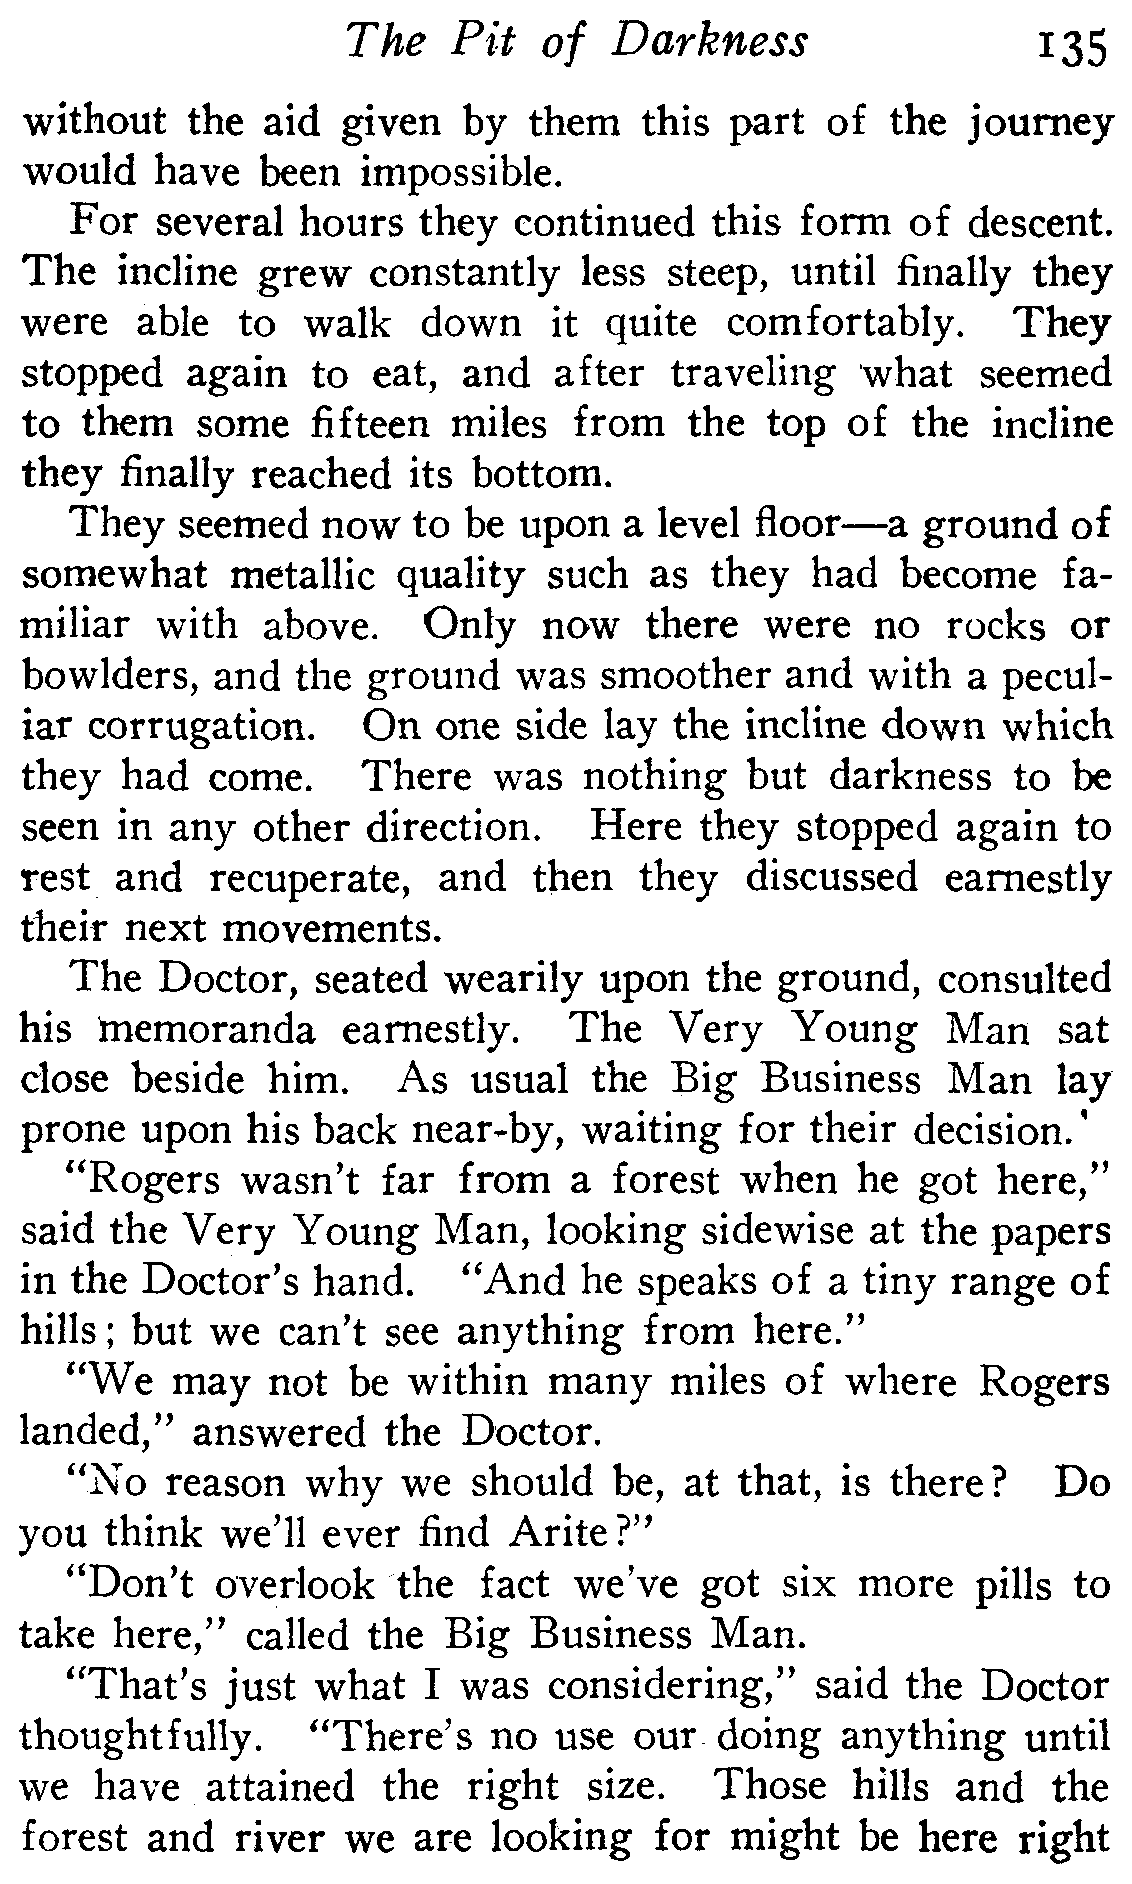 The Pit of Darkness 135
without the aid given by them this part of the journey
would have been impossible.
For several hours they continued this form of descent.
The incline grew constantly less steep, until finally they
were able to walk down it quite comfortably. They
stopped again to eat, and after traveling what seemed
to them some fifteen miles from the top of the incline
they finally reached its bottom.
They seemed now to be upon a level floor—a ground of
somewhat metallic quality such as they had become fa-
miliar with above. Only now there were no rocks or
bowlders, and the ground was smoother and with a pecul-
iar corrugation. On one side lay the incline down which
they had come. There was nothing but darkness to be
seen in any other direction. Here they stopped again to
rest and recuperate, and then they discussed earnestly
their next movements.
The Doctor, seated wearily upon the ground, consulted
his memoranda earnestly. The Very Young Man sat
close beside him. As usual the Big Business Man lay
prone upon his back near-by, waiting for their decision.
"Rogers wasn't far from a forest when he got here,"
said the Very Young Man, looking sidewise at the papers
in the Doctor's hand. "And he speaks of a tiny range of
hills; but we can't see anything from here."
"We may not be within many miles of where Rogers
landed," answered the Doctor.
"No reason why we should be, at that, is there? Do
you think we'll ever find Arite?"
"Don't overlook the fact we've got six more pills to
take here," called the Big Business Man.
"That's just what I was considering," said the Doctor
thoughtfully. "There's no use our doing anything until
we have attained the right size. Those hills and the
forest and river we are looking for might be here right